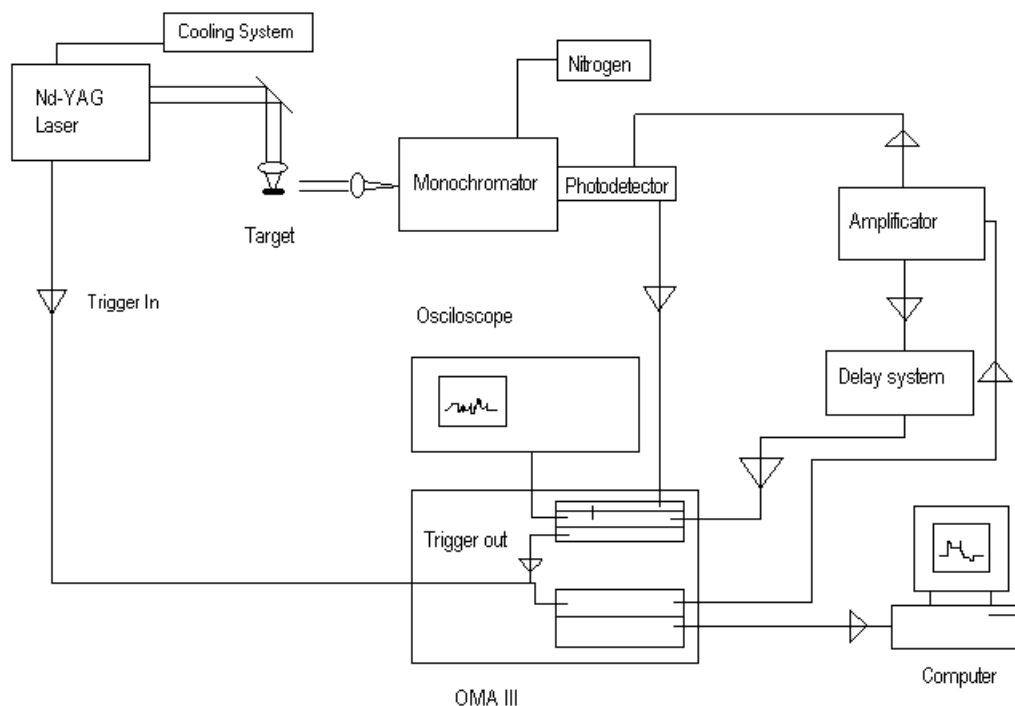 Cooling System
Nd-YAG
Laser
Nitrogen
Monochromator
Photodetector
Target
Amplificator
Trigger In
Osciloscope
Delay system
Trigger out
Computer
OMA III